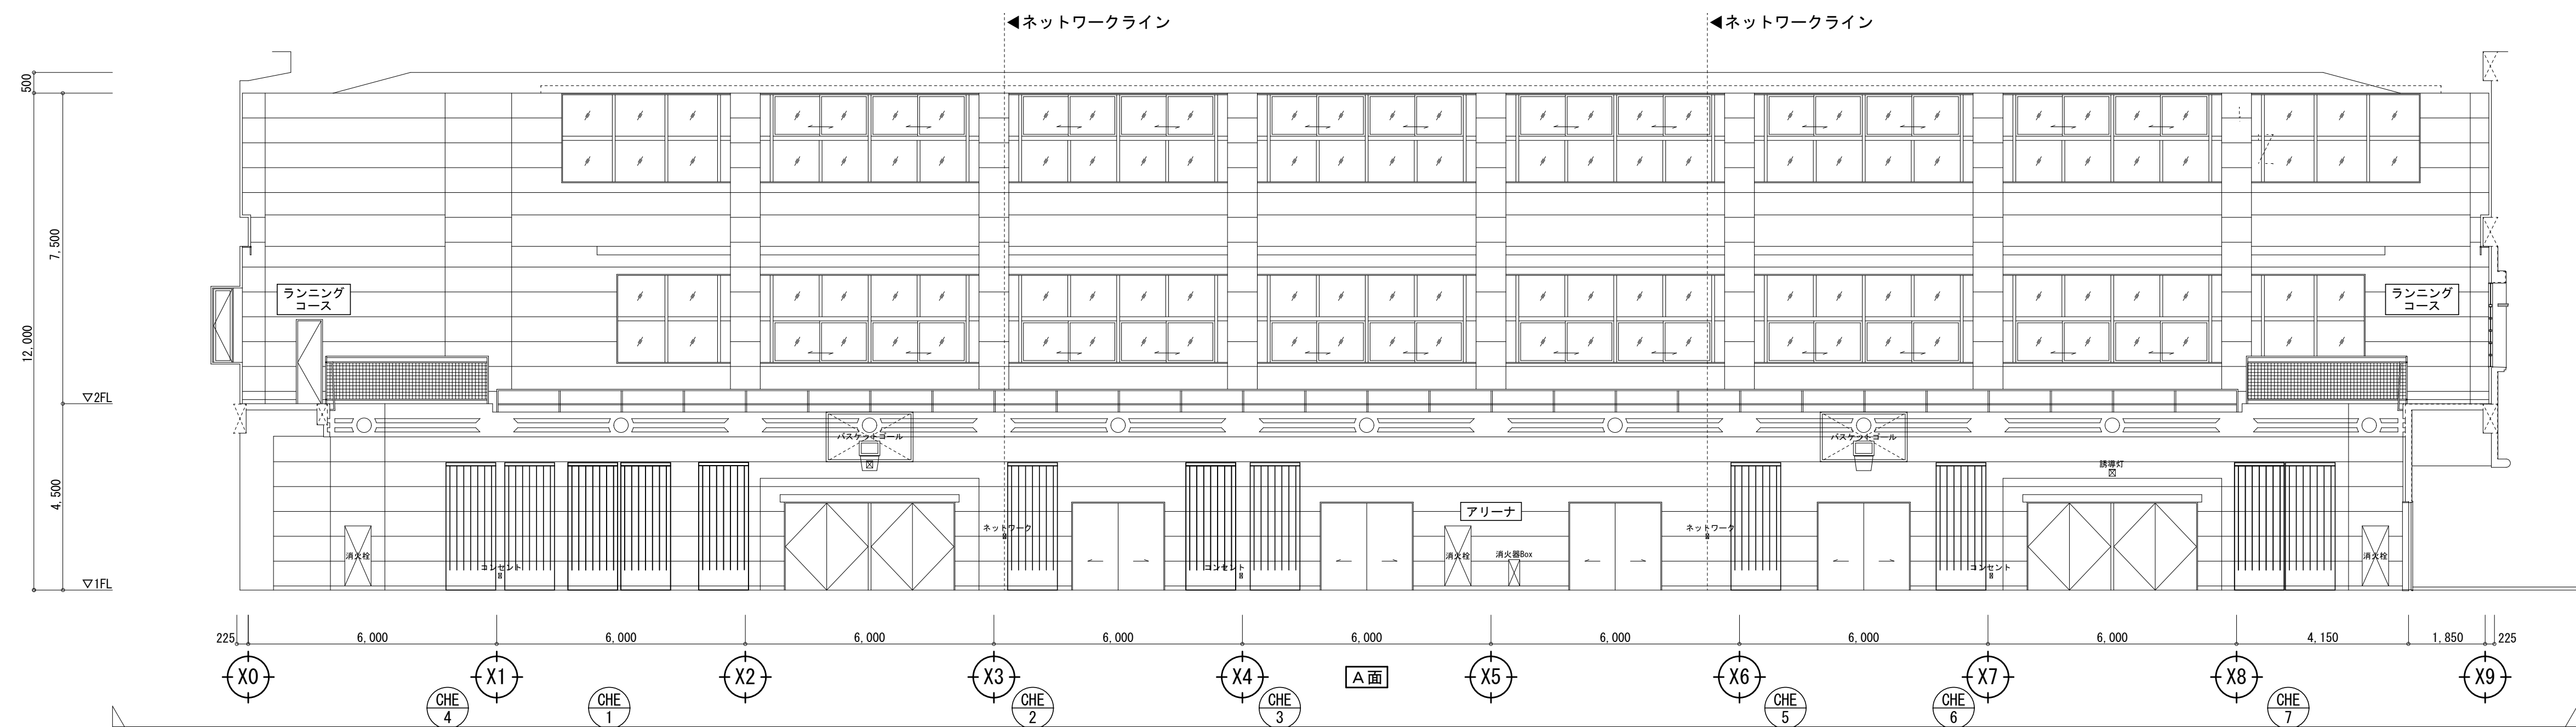 ◀ネットワークライン
◀ネットワークライン
500
7,500
12,000
4,500
▽2FL
▽1FL
ランニング
コース
ランニング
コース
バスケットゴール
バスケットゴール
誘導灯
アリーナ
ネットワーク
ネットワーク
消火栓
消火栓
消火器Box
消火栓
コンセント
コンセント
コンセント
225
6,000
6,000
6,000
6,000
6,000
6,000
6,000
6,000
4,150
1,850
225
X0
X1
X2
X3
X4
A面
X5
X6
X7
X8
X9
CHE
4
CHE
1
CHE
2
CHE
3
CHE
5
CHE
6
CHE
7